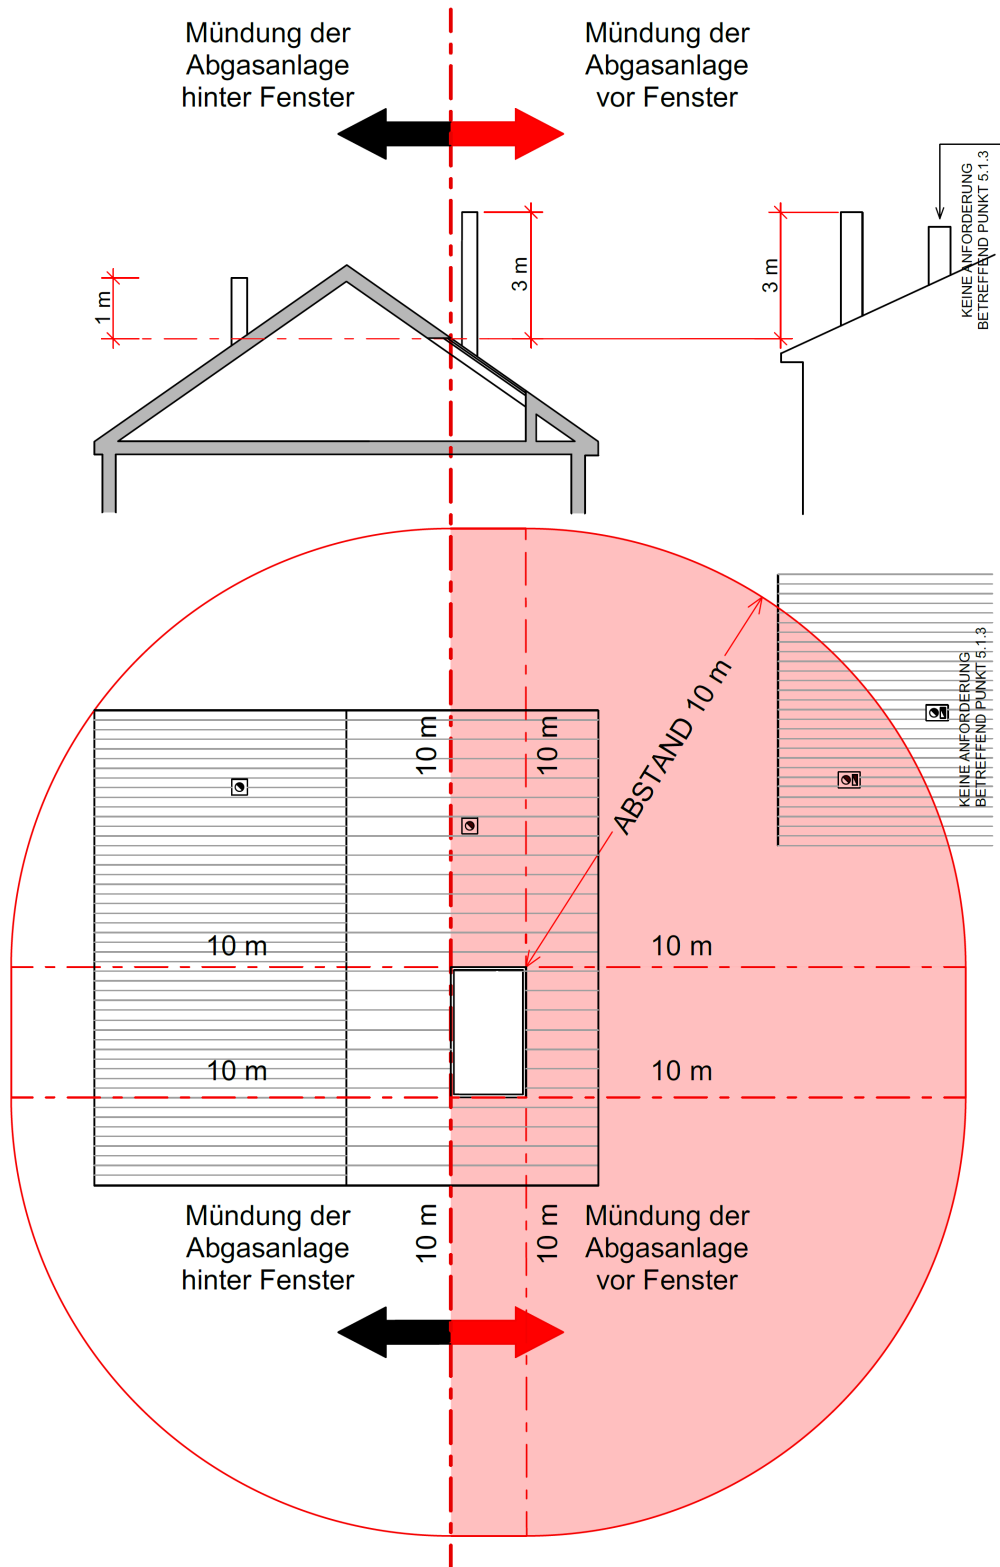 Mündung der
Abgasanlage
hinter Fenster
Mündung der
Abgasanlage
vor Fenster
1 m
3 m
3 m
KEINE ANFORDERUNG
BETREFFEND PUNKT 5.1.3
10 m
10 m
ABSTAND 10 m
KEINE ANFORDERUNG
BETREFFEND PUNKT 5.1.3
10 m
10 m
10 m
10 m
Mündung der
Abgasanlage
hinter Fenster
10 m
10 m
Mündung der
Abgasanlage
vor Fenster